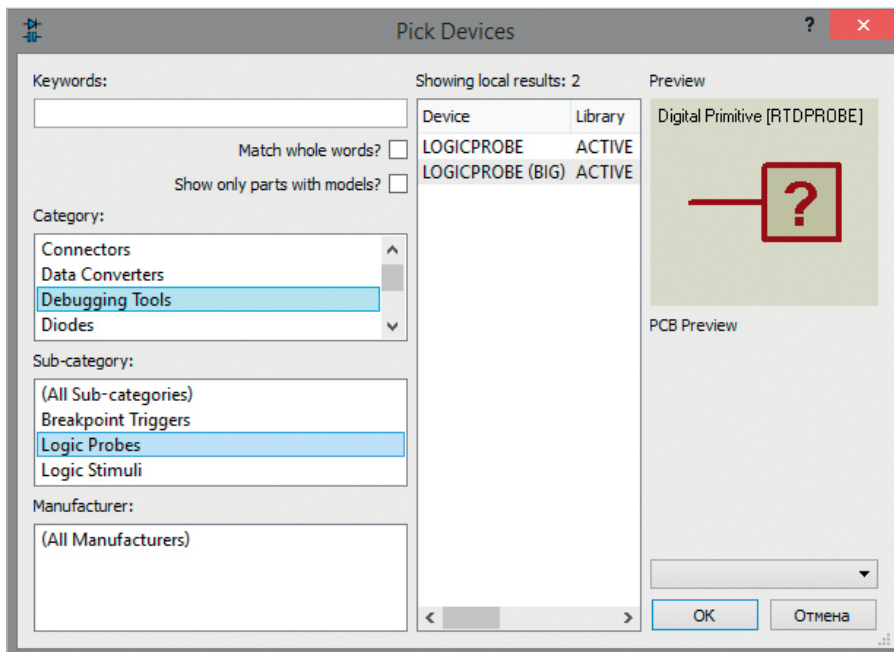 Pick Devices
?
Keywords:
Match whole words?
Show only parts with models?
Category:
Connectors
Data Converters
Debugging Tools
Diodes
Sub-category:
(All Sub-categories)
Breakpoint Triggers
Logic Probes
Logic Stimuli
Manufacturer:
(All Manufacturers)
Showing local results: 2
Device Library
LOGICPROBE ACTIVE
LOGICPROBE (BIG) ACTIVE
Preview
Digital Primitive [RTDPROBE]
?
PCB Preview
OK Отмена